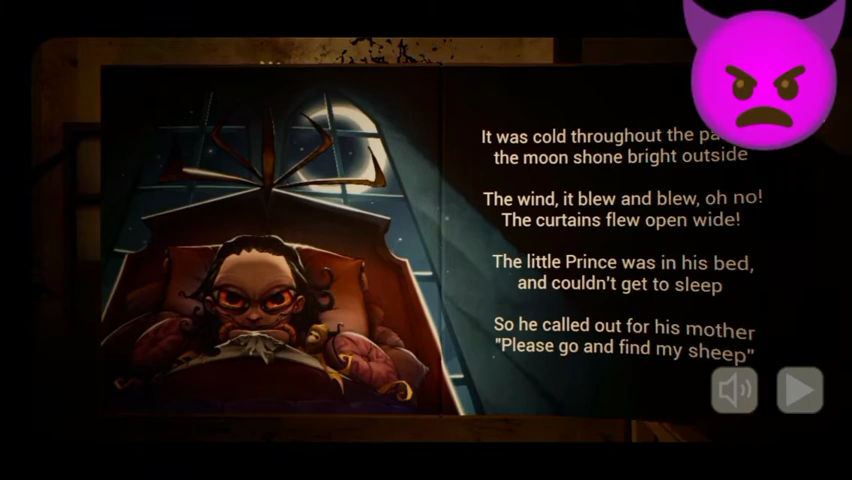 It was cold throughout the
the moon shone bright outside
The wind, it blew and blew, oh no!
The curtains flew open wide!
The little Prince was in his bed,
and couldn't get to sleep
So he called out for his mother
"Please go and find my sheep"